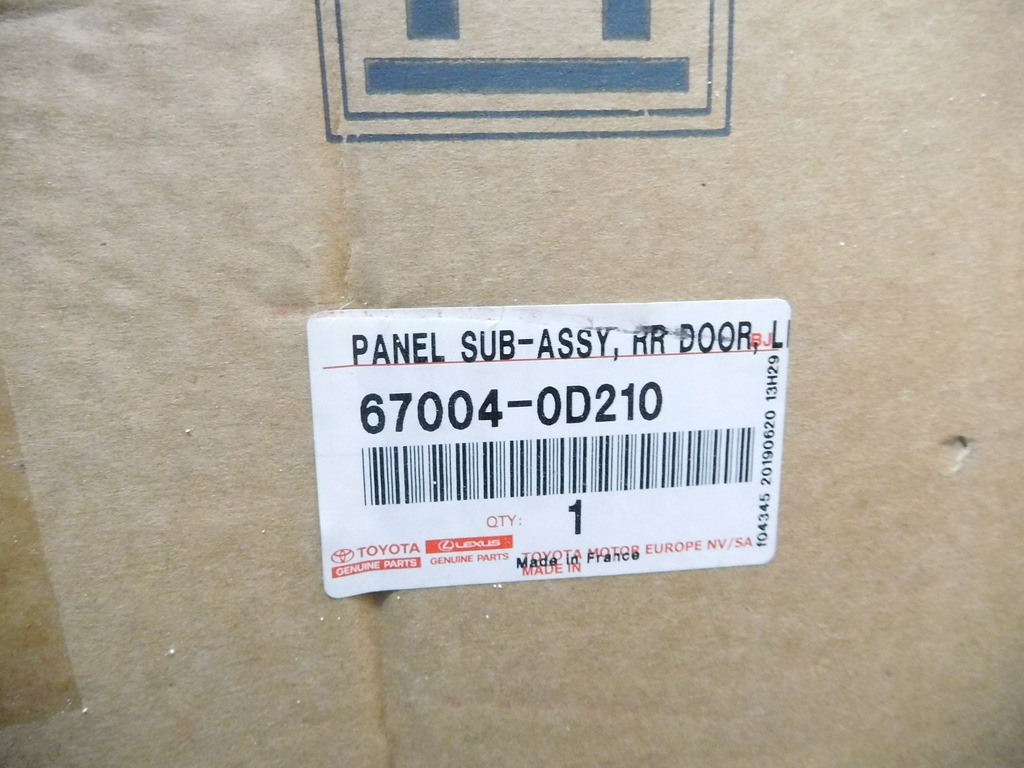 PANEL SUB-ASSY, RR DOOR, L
BJ
67004-0D210
QTY: 1
TOYOTA
GENUINE PARTS
LEXUS
GENUINE PARTS
TOYOTA MOTOR EUROPE NV/SA
MADE IN
Made in France
f04345 20190620 13H29